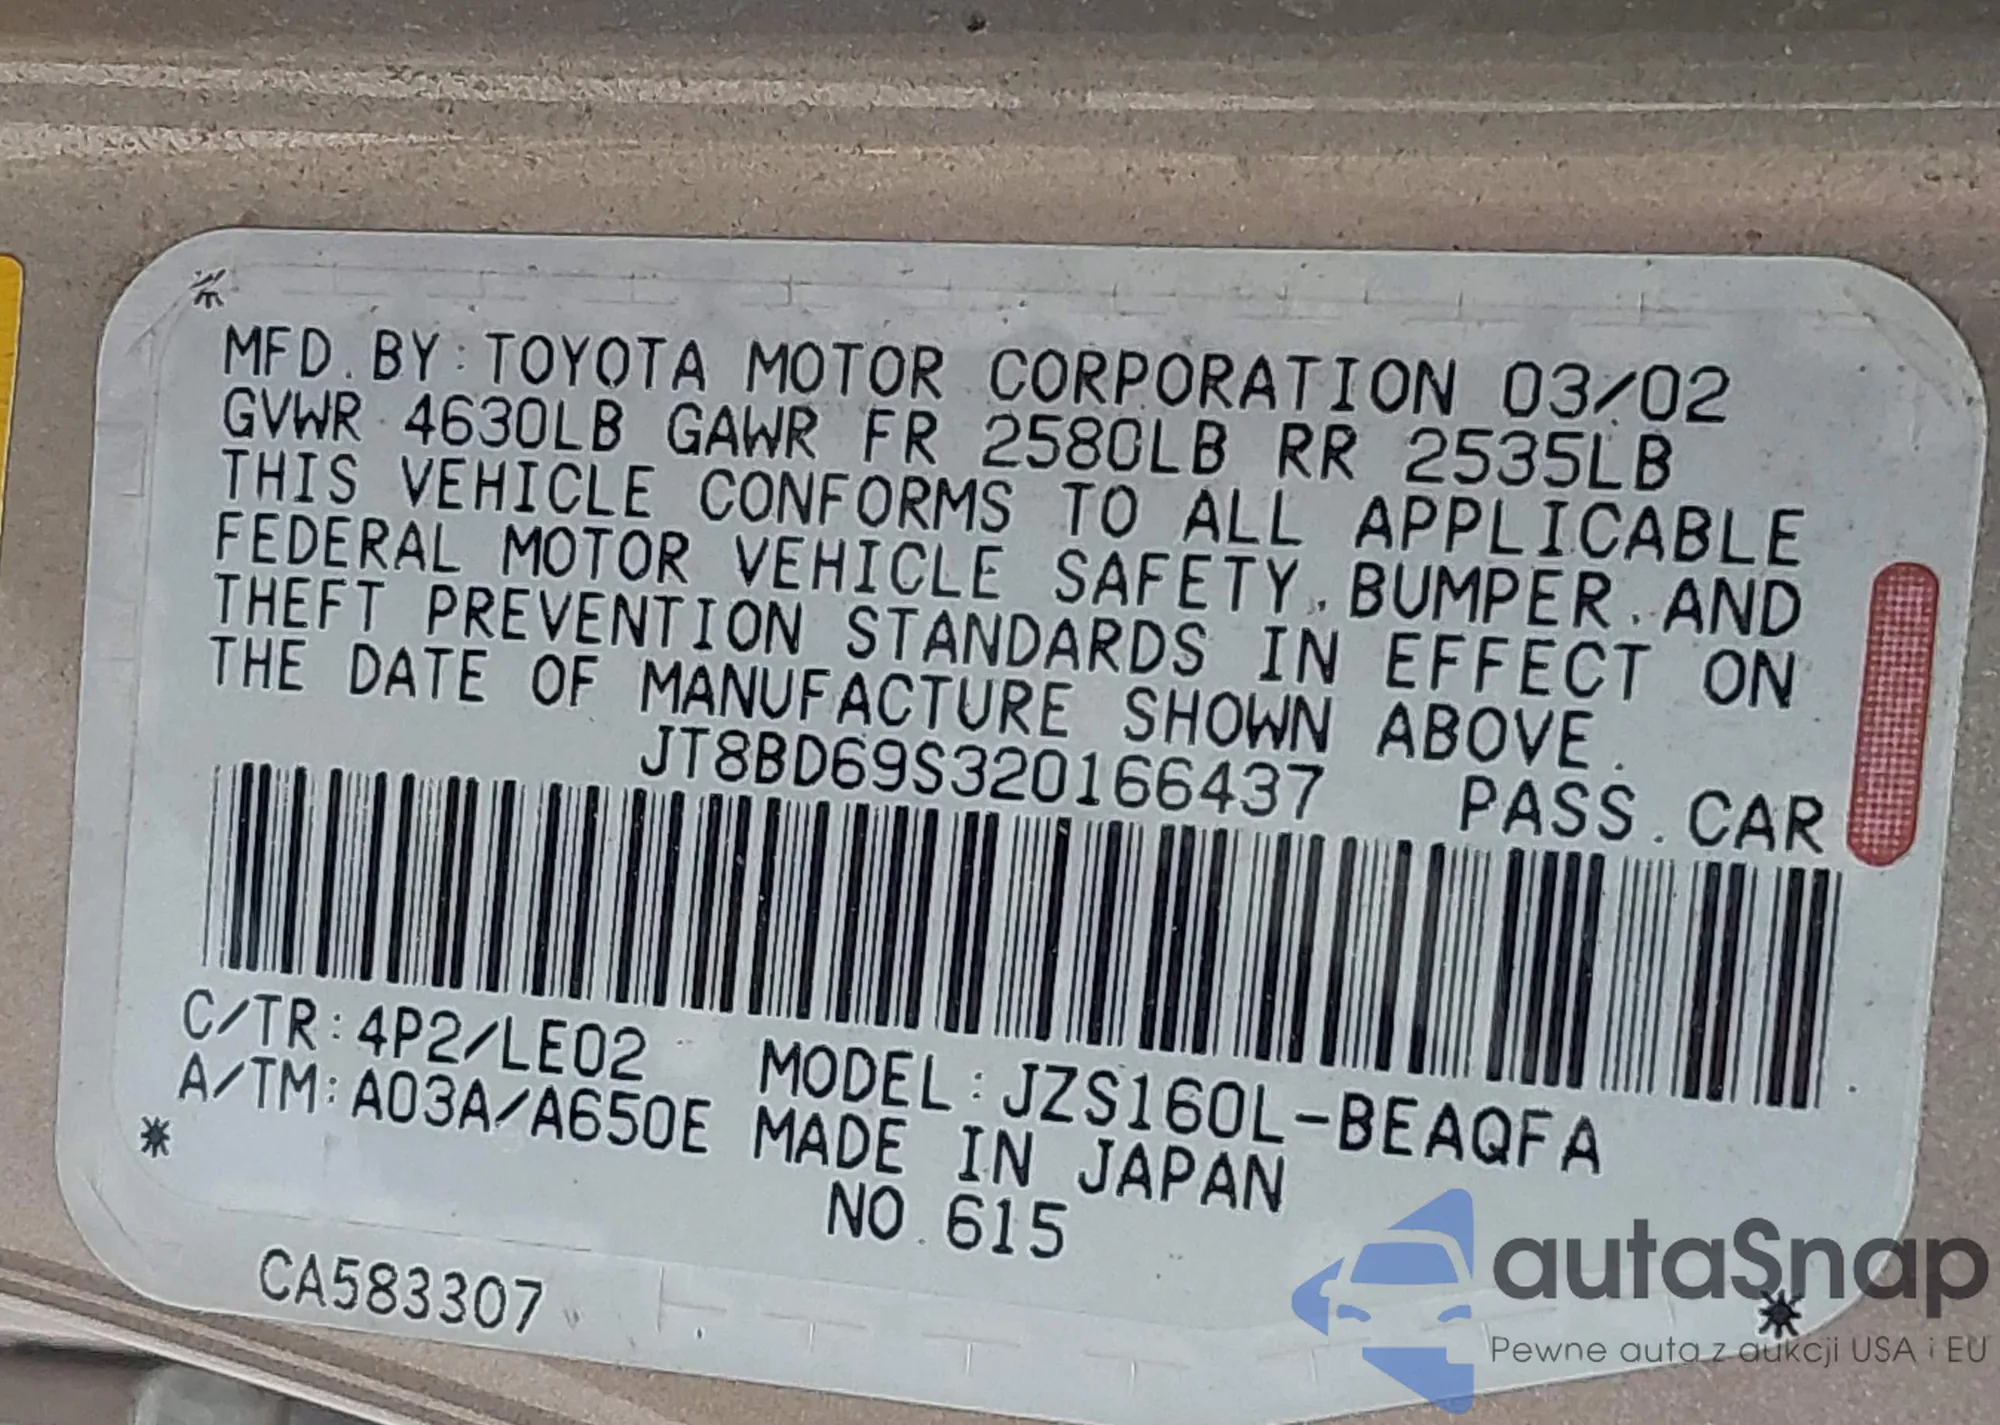 MFD. BY: TOYOTA MOTOR CORPORATION 03/02
GVWR 4630LB GAWR FR 2580LB RR 2535LB
THIS VEHICLE CONFORMS TO ALL APPLICABLE
FEDERAL MOTOR VEHICLE SAFETY, BUMPER, AND
THEFT PREVENTION STANDARDS IN EFFECT ON
THE DATE OF MANUFACTURE SHOWN ABOVE.
JT8BD69S320166437 PASS. CAR
C/TR: 4P2/LE02 MODEL: JZS160L-BEAQFA
A/TM: A03A/A650E MADE IN JAPAN
NO. 615
CA583307
autaSnap
Pewne auta z aukcji USA i EU